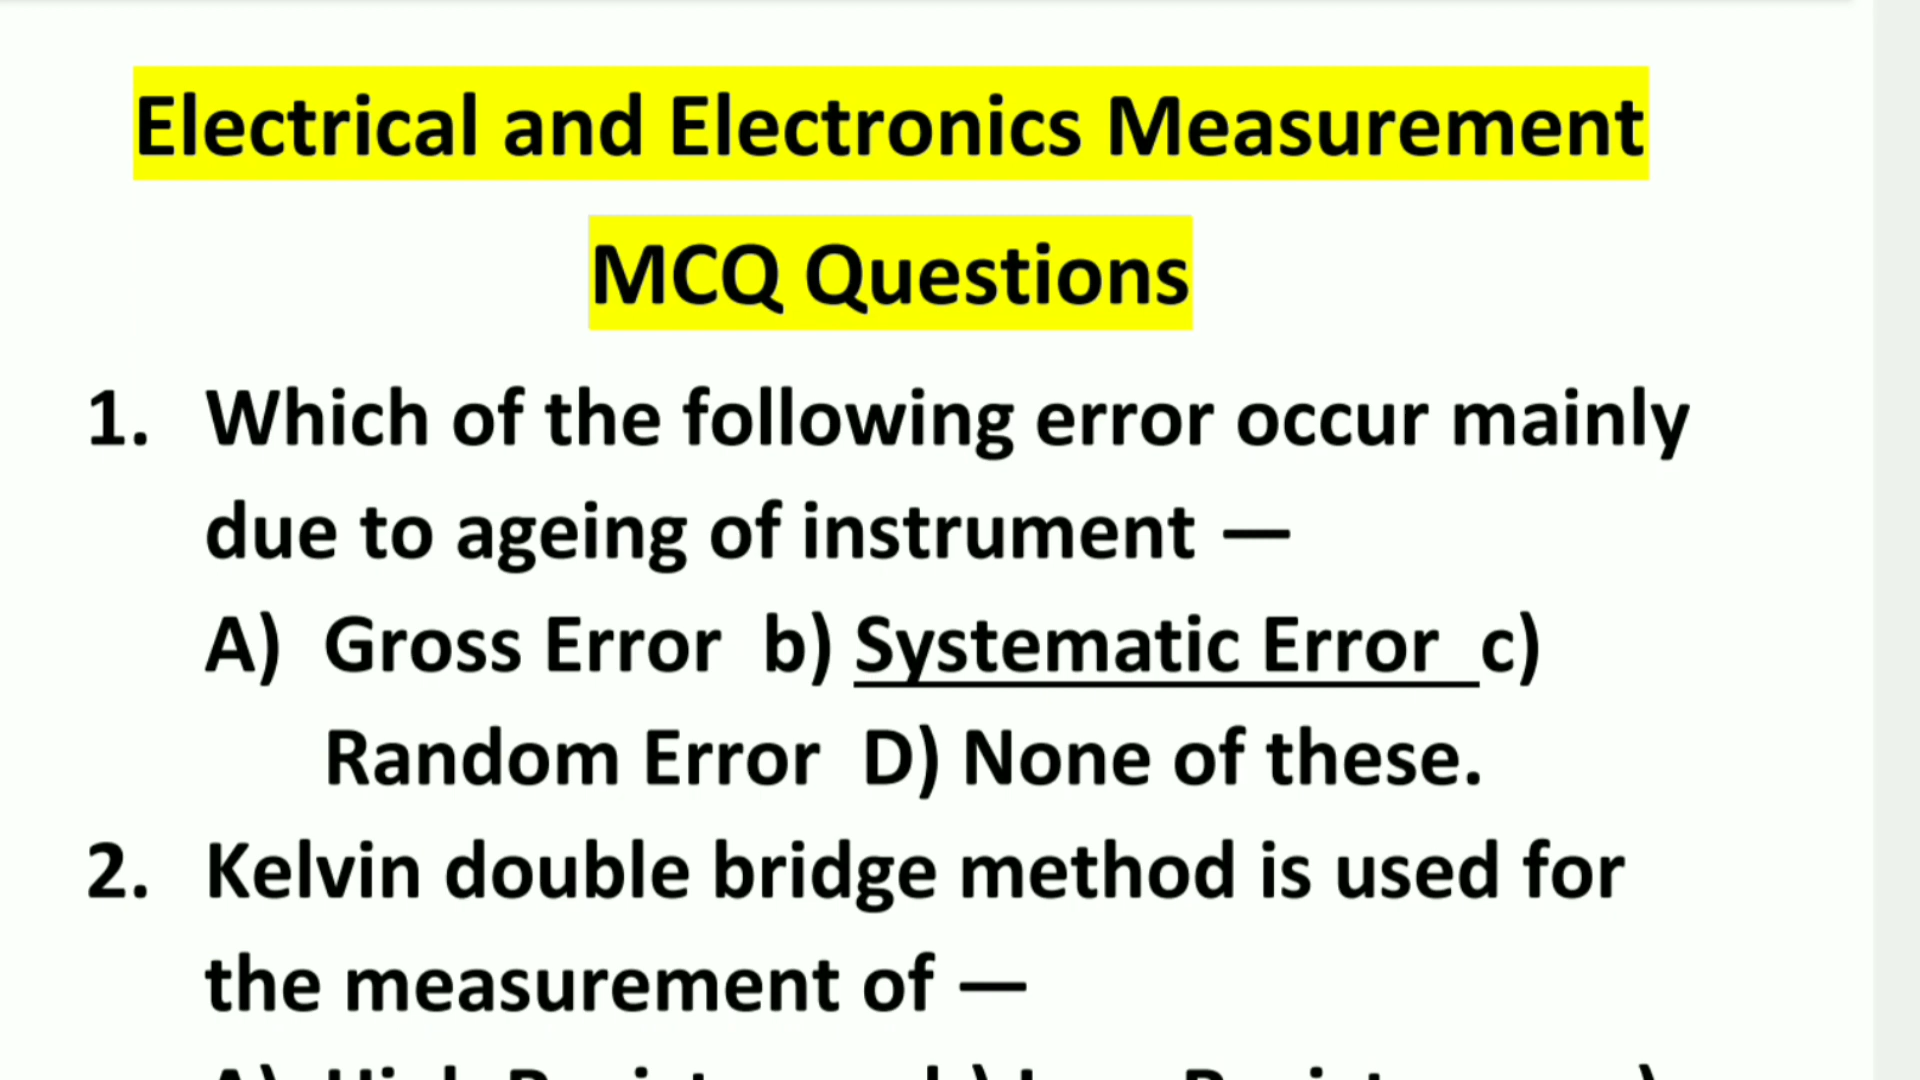 Electrical and Electronics Measurement
MCQ Questions
1. Which of the following error occur mainly
due to ageing of instrument —
A) Gross Error b) Systematic Error c)
Random Error D) None of these.
2. Kelvin double bridge method is used for
the measurement of —